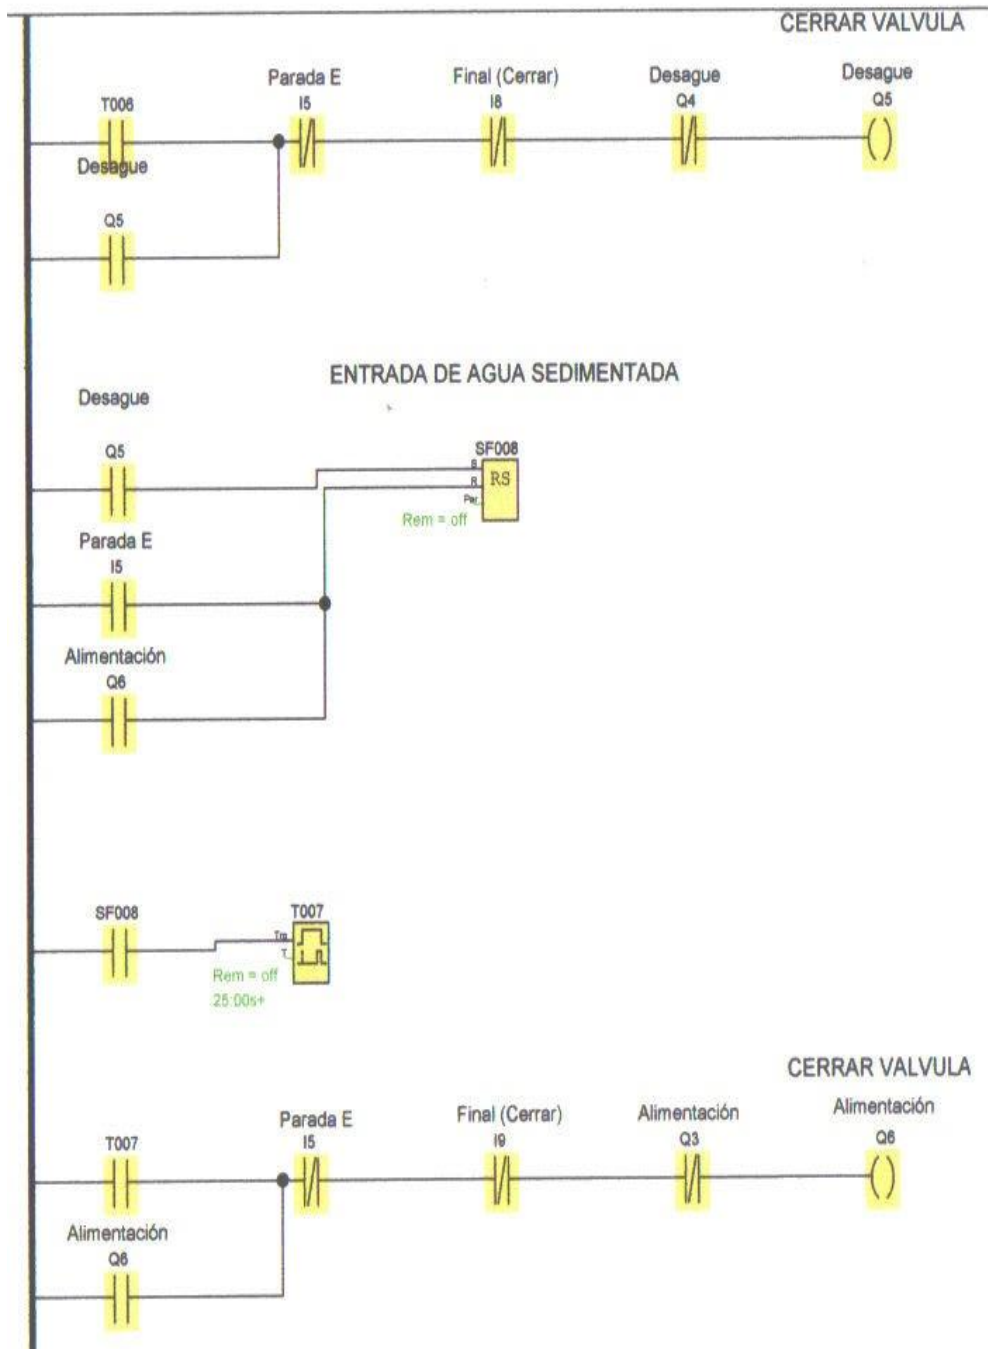 CERRAR VALVULA
Parada E Final (Cerrar) Desague Desague
T006 I5 I8 Q4 Q5
Desague
Q5
ENTRADA DE AGUA SEDIMENTADA
Desague
Q5
SF008
S
R RS
Par
Rem = off
Parada E
I5
Alimentación
Q6
SF008 T007
Trg
T
Rem = off
25:00s+
CERRAR VALVULA
Parada E Final (Cerrar) Alimentación Alimentación
T007 I5 I9 Q3 Q6
Alimentación
Q6